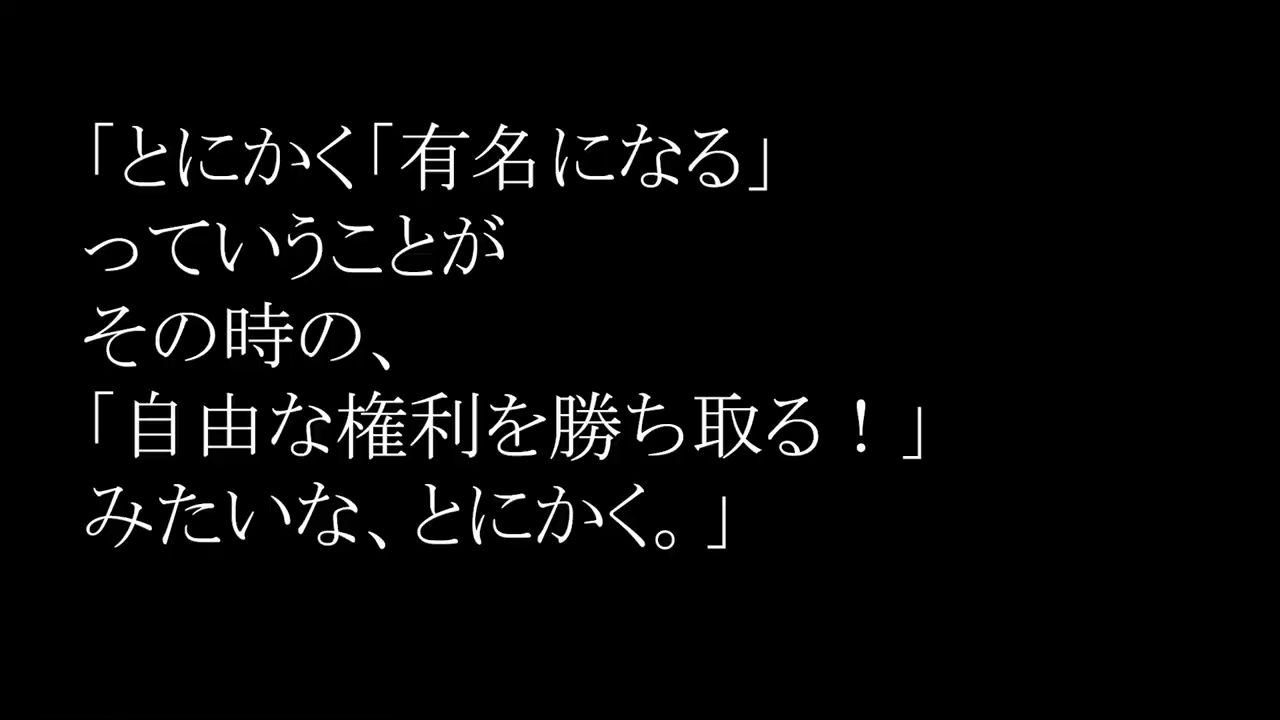 「とにかく「有名になる」
っていうことが
その時の、
「自由な権利を勝ち取る！」
みたいな、とにかく。」